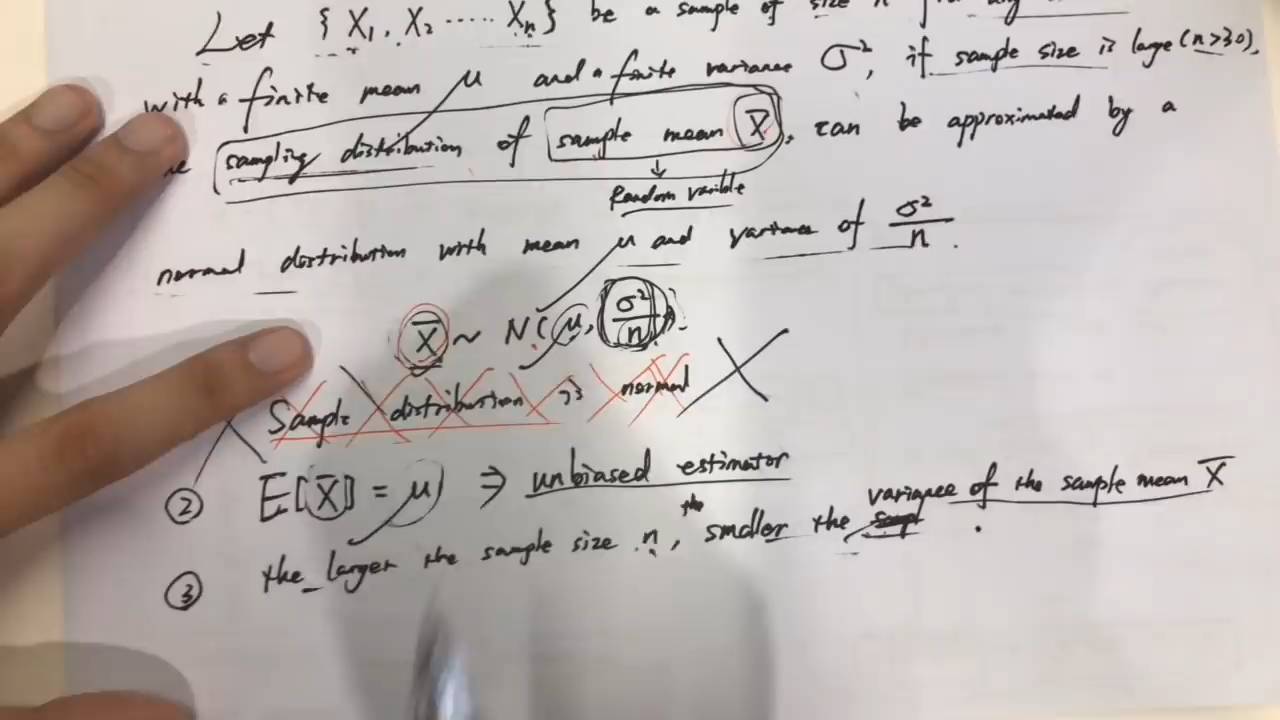 Let {X₁, X₂ ..... Xₙ} be a sample of size n
with a finite mean μ and a finite variance σ², if sample size is large (n>30),
sampling distribution of sample mean X̄, can be approximated by a
Random varible
normal distribution with mean μ and variance of σ²/n.
X̄ ~ N(μ, σ²/n)
Sample distribution is normal
② E[X̄] = μ ⇒ unbiased estimator
③ the larger the sample size n, the smaller the variance of the sample mean X̄